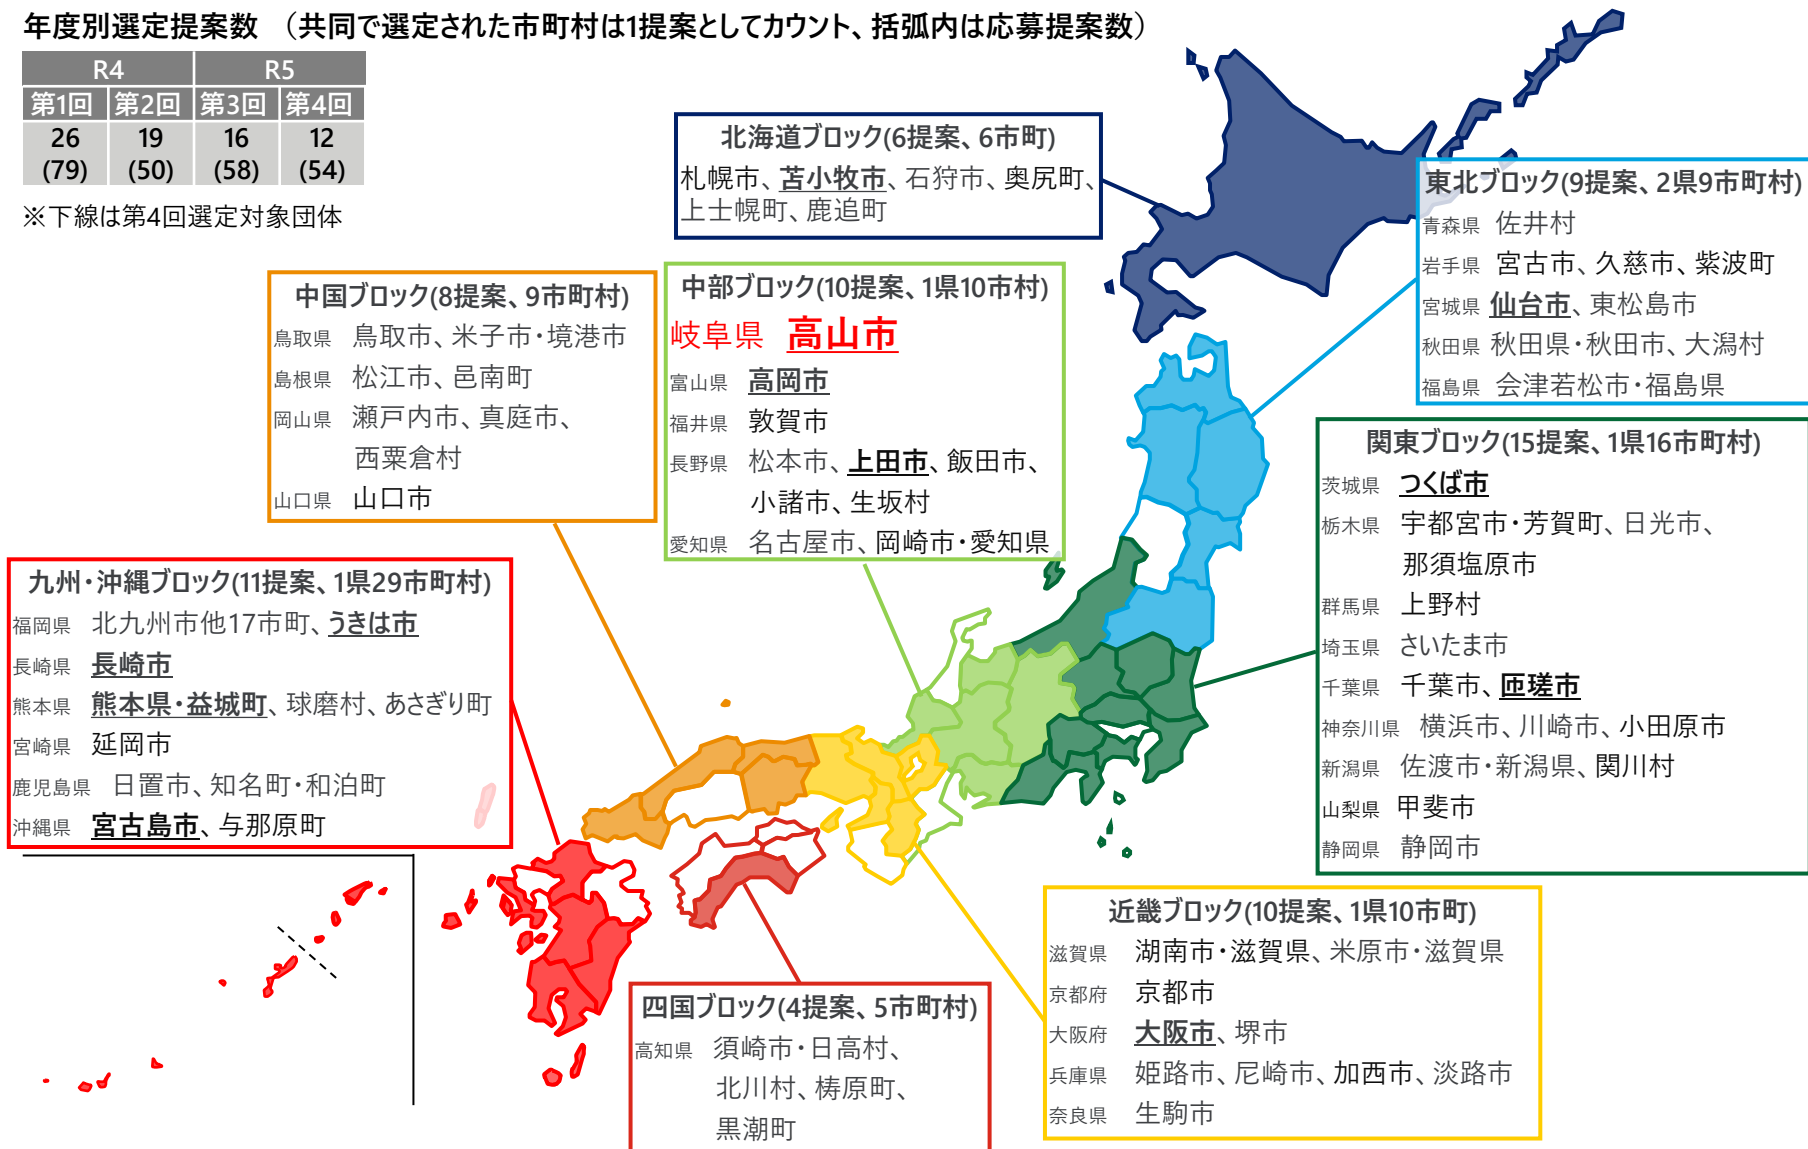 年度別選定提案数 （共同で選定された市町村は1提案としてカウント、括弧内は応募提案数）
R4 R5
第1回 第2回 第3回 第4回
26 19 16 12
(79) (50) (58) (54)
※下線は第4回選定対象団体
北海道ブロック(6提案、6市町)
札幌市、苫小牧市、石狩市、奥尻町、
上士幌町、鹿追町
東北ブロック(9提案、2県9市町村)
青森県 佐井村
岩手県 宮古市、久慈市、紫波町
宮城県 仙台市、東松島市
秋田県 秋田県・秋田市、大潟村
福島県 会津若松市・福島県
中国ブロック(8提案、9市町村)
鳥取県 鳥取市、米子市・境港市
島根県 松江市、邑南町
岡山県 瀬戸内市、真庭市、
西粟倉村
山口県 山口市
中部ブロック(10提案、1県10市村)
岐阜県 高山市
富山県 高岡市
福井県 敦賀市
長野県 松本市、上田市、飯田市、
小諸市、生坂村
愛知県 名古屋市、岡崎市・愛知県
関東ブロック(15提案、1県16市町村)
茨城県 つくば市
栃木県 宇都宮市・芳賀町、日光市、
那須塩原市
群馬県 上野村
埼玉県 さいたま市
千葉県 千葉市、匝瑳市
神奈川県 横浜市、川崎市、小田原市
新潟県 佐渡市・新潟県、関川村
山梨県 甲斐市
静岡県 静岡市
九州・沖縄ブロック(11提案、1県29市町村)
福岡県 北九州市他17市町、うきは市
長崎県 長崎市
熊本県 熊本県・益城町、球磨村、あさぎり町
宮崎県 延岡市
鹿児島県 日置市、知名町・和泊町
沖縄県 宮古島市、与那原町
四国ブロック(4提案、5市町村)
高知県 須崎市・日高村、
北川村、梼原町、
黒潮町
近畿ブロック(10提案、1県10市町)
滋賀県 湖南市・滋賀県、米原市・滋賀県
京都府 京都市
大阪府 大阪市、堺市
兵庫県 姫路市、尼崎市、加西市、淡路市
奈良県 生駒市